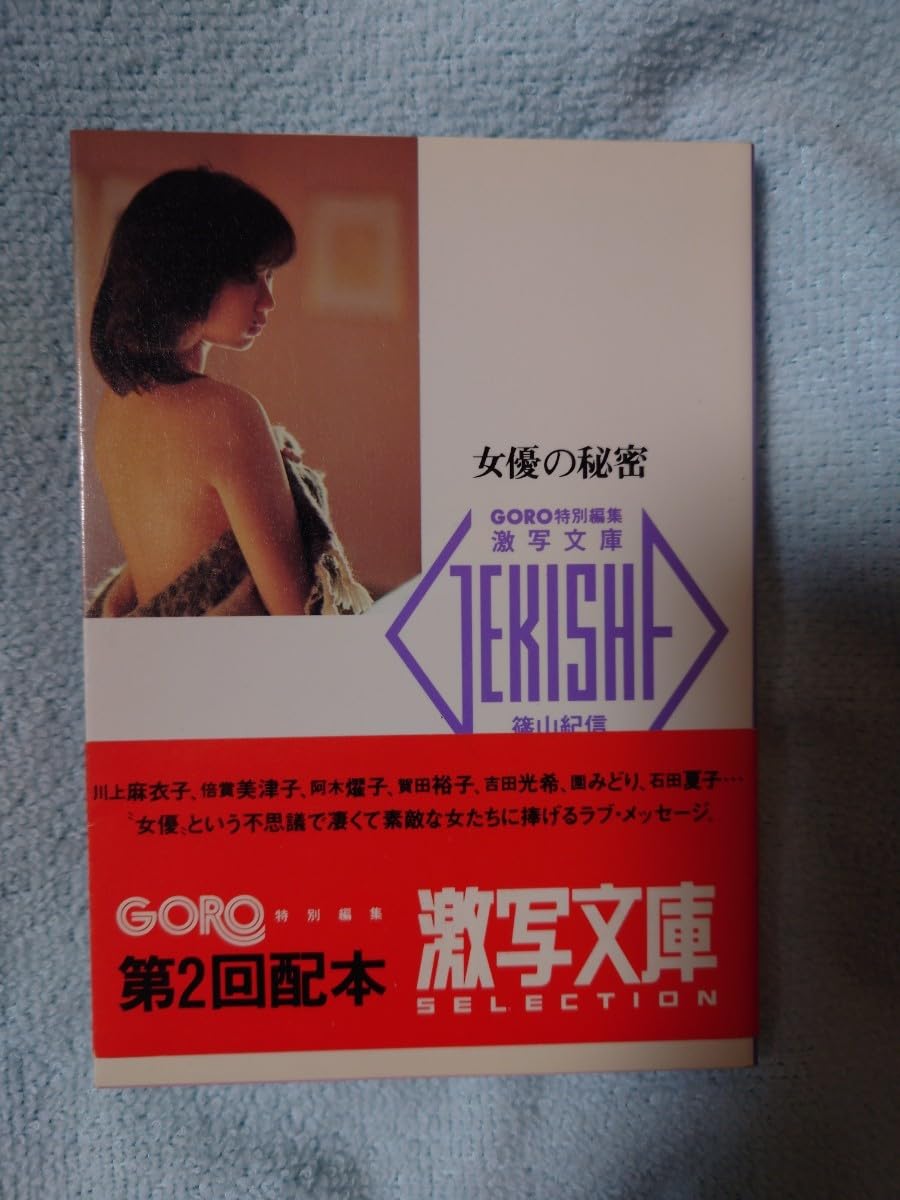 女優の秘密
GORO特別編集
激写文庫
GEKISHA
篠山紀信
川上麻衣子、倍賞美津子、阿木燿子、賀田裕子、吉田光希、園みどり、石田夏子…
〝女優〟という不思議で凄くて素敵な女たちに捧げるラブ・メッセージ。
GORO特別編集
激写文庫
第2回配本
SELECTION